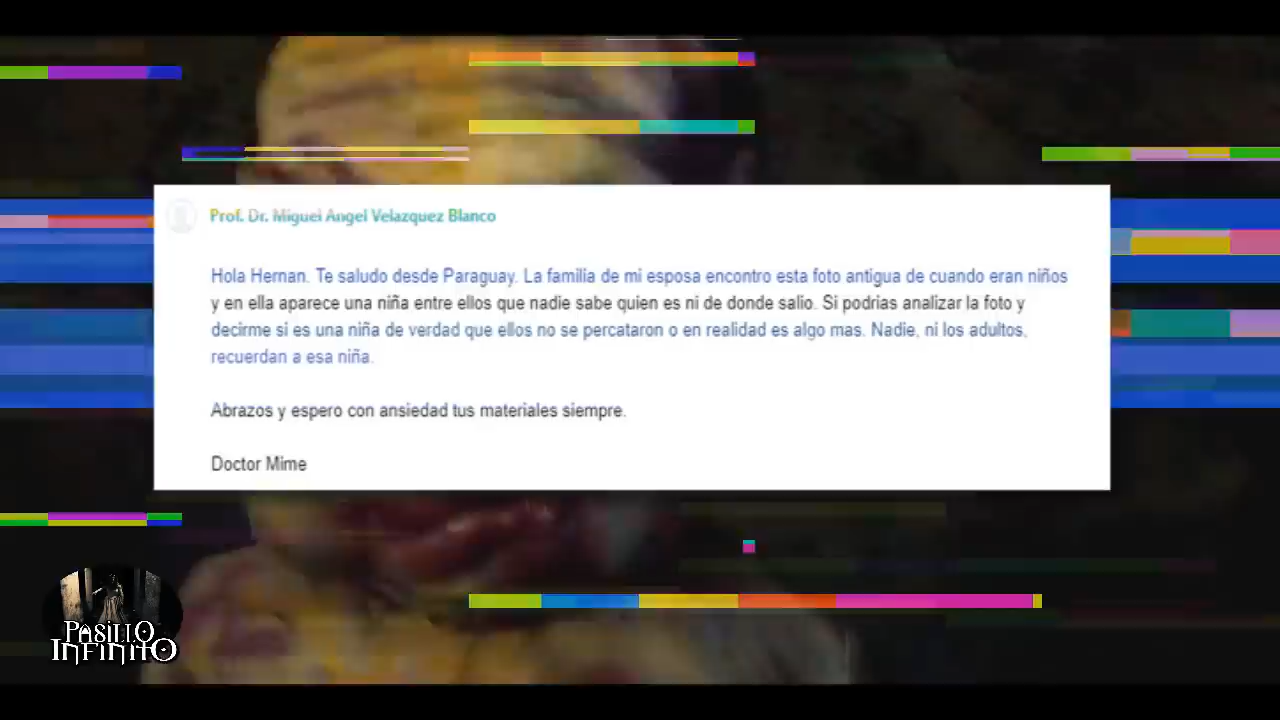 Prof. Dr. Miguel Angel Velazquez Blanco
Hola Hernan. Te saludo desde Paraguay. La familia de mi esposa encontro esta foto antigua de cuando eran niños
y en ella aparece una niña entre ellos que nadie sabe quien es ni de donde salio. Si podrias analizar la foto y
decirme si es una niña de verdad que ellos no se percataron o en realidad es algo mas. Nadie, ni los adultos,
recuerdan a esa niña.
Abrazos y espero con ansiedad tus materiales siempre.
Doctor Mime
PASILLO
INFINITO